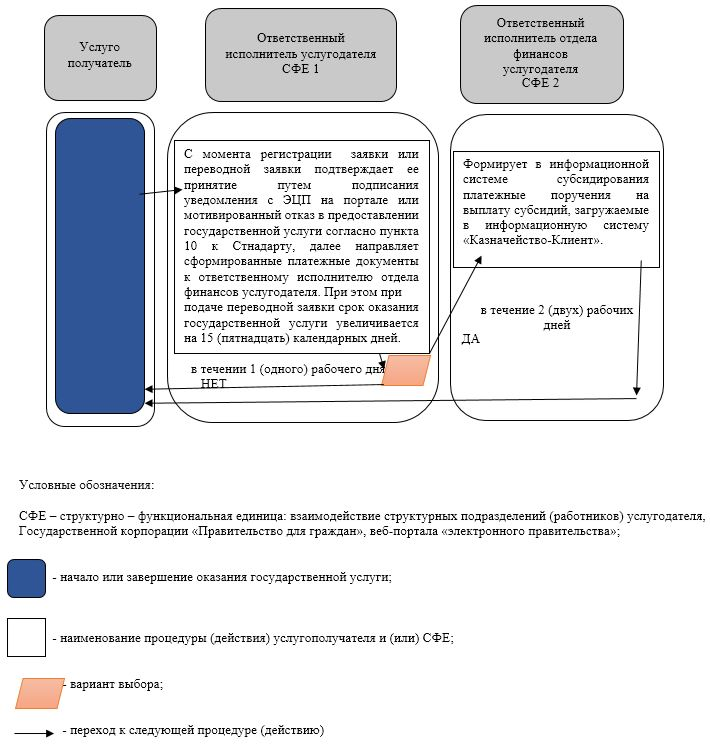 Услуго
получатель
Ответственный
исполнитель услугодателя
СФЕ 1
Ответственный
исполнитель отдела
финансов
услугодателя
СФЕ 2
С момента регистрации заявки или
переводной заявки подтверждает ее
принятие путем подписания
уведомления с ЭЦП на портале или
мотивированный отказ в предоставлении
государственной услуги согласно пункта
10 к Стнадарту, далее направляет
сформированные платежные документы
к ответственному исполнителю отдела
финансов услугодателя. При этом при
подаче переводной заявки срок оказания
государственной услуги увеличивается
на 15 (пятнадцать) календарных дней.
в течении 1 (одного) рабочего дня
НЕТ
Формирует в информационной
системе субсидирования
платежные поручения на
выплату субсидий, загружаемые
в информационную систему
«Казначейство-Клиент».
в течение 2 (двух) рабочих
дней
ДА
Условные обозначения:
СФЕ – структурно – функциональная единица: взаимодействие структурных подразделений (работников) услугодателя,
Государственной корпорации «Правительство для граждан», веб-портала «электронного правительства»;
- начало или завершение оказания государственной услуги;
- наименование процедуры (действия) услугополучателя и (или) СФЕ;
- вариант выбора;
- переход к следующей процедуре (действию)